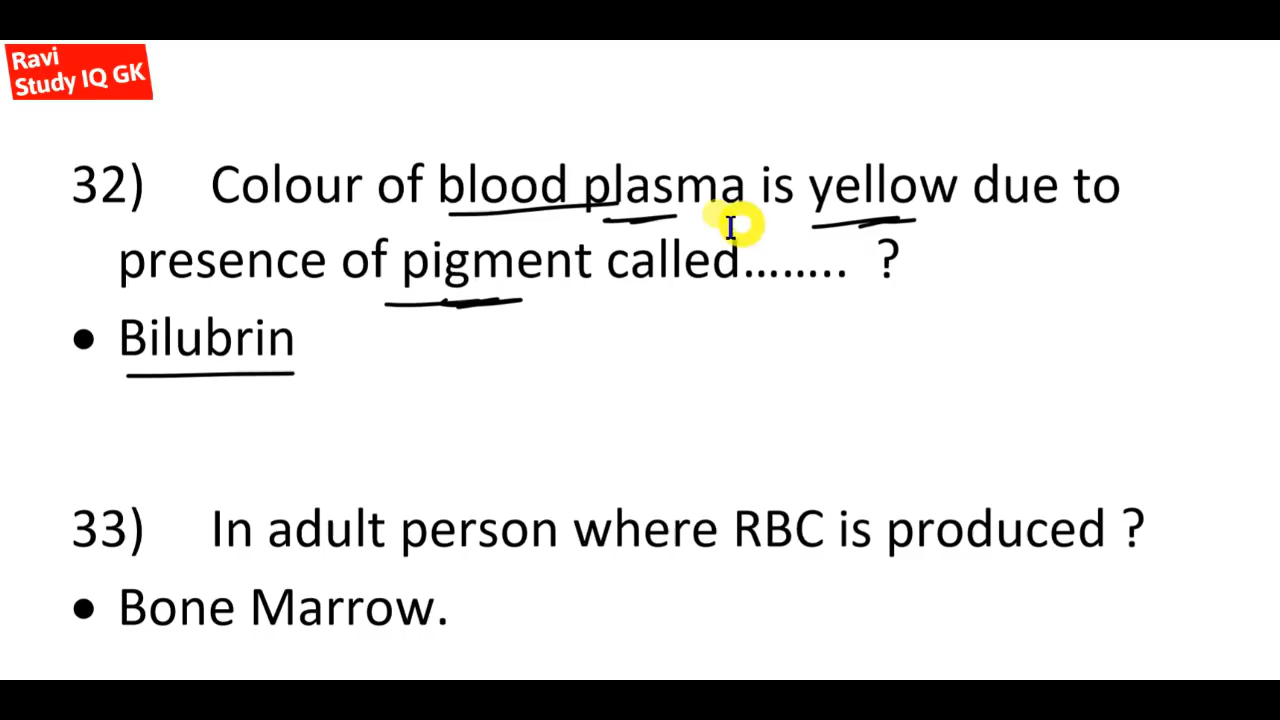 Ravi
Study IQ GK
32) Colour of blood plasma is yellow due to
presence of pigment called........ ?
• Bilubrin
33) In adult person where RBC is produced ?
• Bone Marrow.